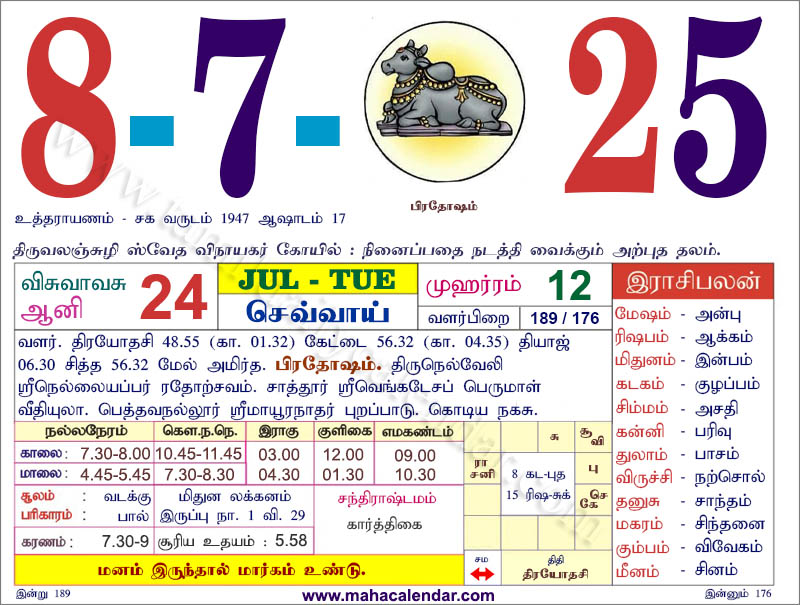 8-7- 25
பிரதோஷம்
உத்தராயணம் - சக வருடம் 1947 ஆஷாடம் 17
திருவலஞ்சுழி ஸ்வேத விநாயகர் கோயில் : நினைப்பதை நடத்தி வைக்கும் அற்புத தலம்.
விசுவாவசு
ஆனி 24
JUL - TUE
செவ்வாய்
முஹர்ரம் 12
வளர்பிறை 189 / 176
வளர். திரயோதசி 48.55 (கா. 01.32) கேட்டை 56.32 (கா. 04.35) தியாஜ்
06.30 சித்த 56.32 மேல் அமிர்த. பிரதோஷம். திருநெல்வேலி
ஸ்ரீநெல்லையப்பர் ரதோற்சவம். சாத்தூர் ஸ்ரீவெங்கடேசப் பெருமாள்
வீதியுலா. பெத்தவநல்லூர் ஸ்ரீமாயூரநாதர் புறப்பாடு. கொடிய நகசு.
இராசிபலன்
மேஷம் - அன்பு
ரிஷபம் - ஆக்கம்
மிதுனம் - இன்பம்
கடகம் - குழப்பம்
சிம்மம் - அசதி
கன்னி - பரிவு
துலாம் - பாசம்
விருச்சி - நற்சொல்
தனுசு - சாந்தம்
மகரம் - சிந்தனை
கும்பம் - விவேகம்
மீனம் - சினம்
நல்லநேரம் கௌ.ந.நெ. இராகு குளிகை எமகண்டம்
காலை: 7.30-8.00 10.45-11.45 03.00 12.00 09.00
மாலை: 4.45-5.45 7.30-8.30 04.30 01.30 10.30
சூலம் : வடக்கு மிதுன லக்கனம்
பரிகாரம் : பால் இருப்பு நா. 1 வி. 29
கரணம் : 7.30-9 சூரிய உதயம் : 5.58
சந்திராஷ்டமம்
கார்த்திகை
சு
சூ
வி
ரா
சனி
8 கட-புத
15 ரிஷ-சுக்
பு
செ
கே
மனம் இருந்தால் மார்கம் உண்டு.
சம
திதி
திரயோதசி
இன்று 189
www.mahacalendar.com
இன்னும் 176